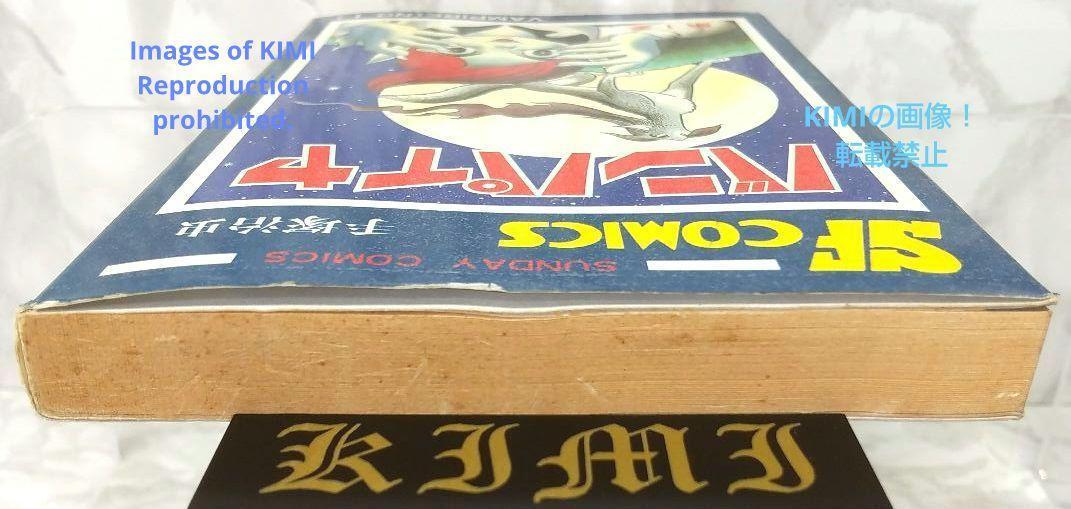 Images of KIMI
Reproduction
prohibited.
KIMIの画像！
転載禁止
バンパイヤ
手塚治虫
SF COMICS
SUNDAY COMICS
KIMI